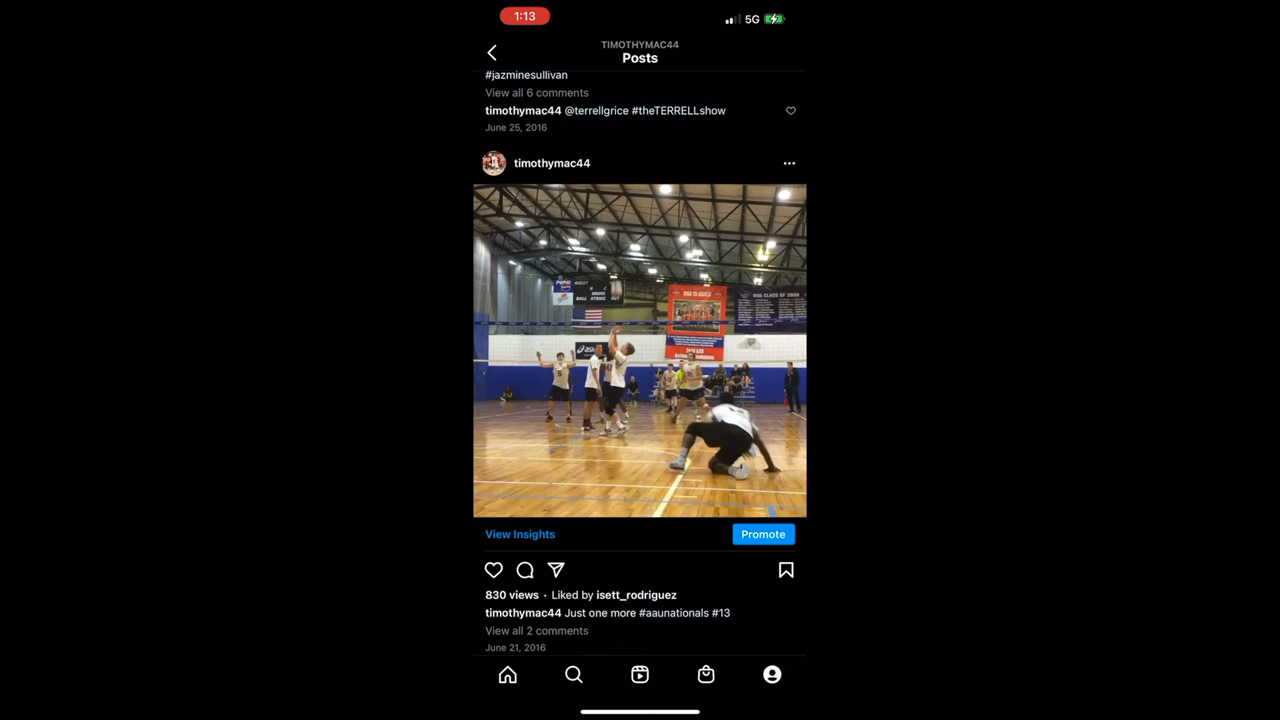 1:13
5G
TIMOTHYMAC44
Posts
#jazminesullivan
View all 6 comments
timothymac44 @terrellgrice #theTERRELLshow
June 25, 2016
timothymac44
pepsi
View Insights
Promote
830 views · Liked by isett_rodriguez
timothymac44 Just one more #aaunationals #13
View all 2 comments
June 21, 2016